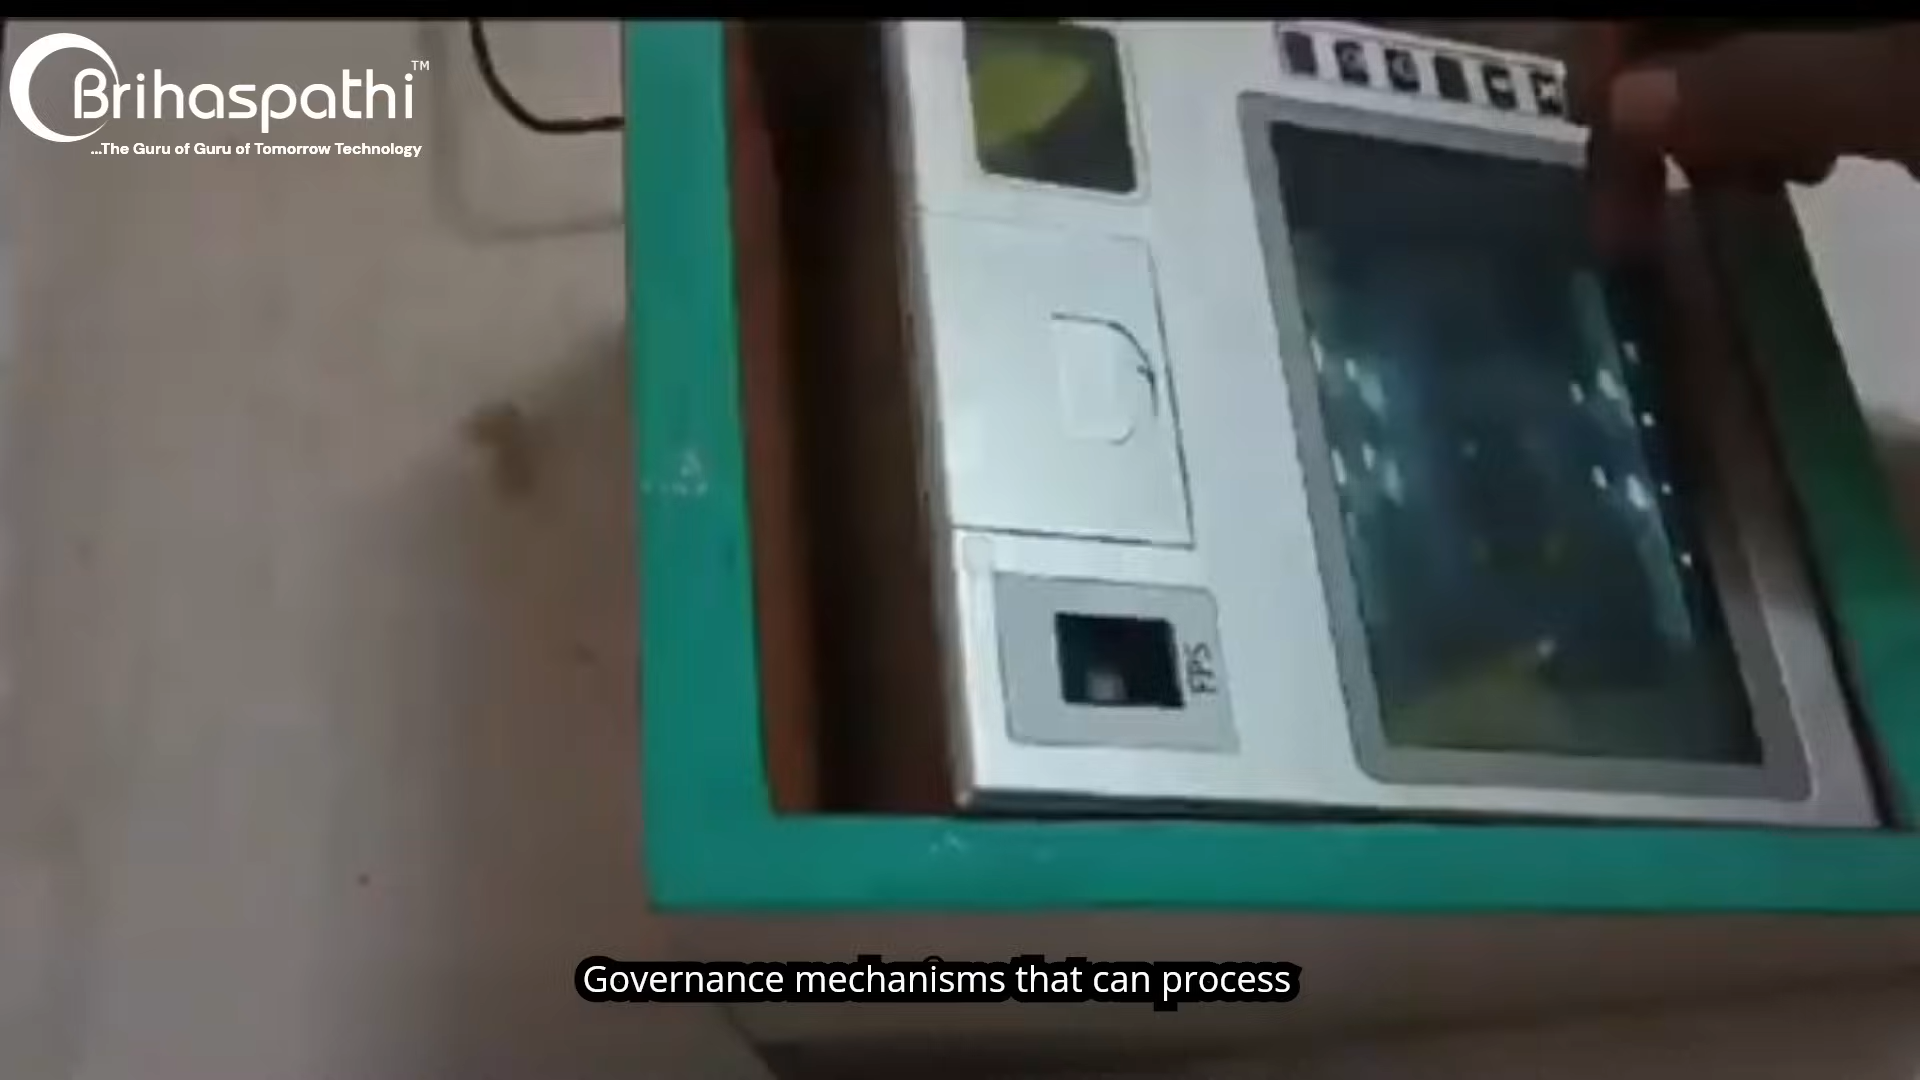 Brihaspathi™
...The Guru of Guru of Tomorrow Technology
FPS
Governance mechanisms that can process